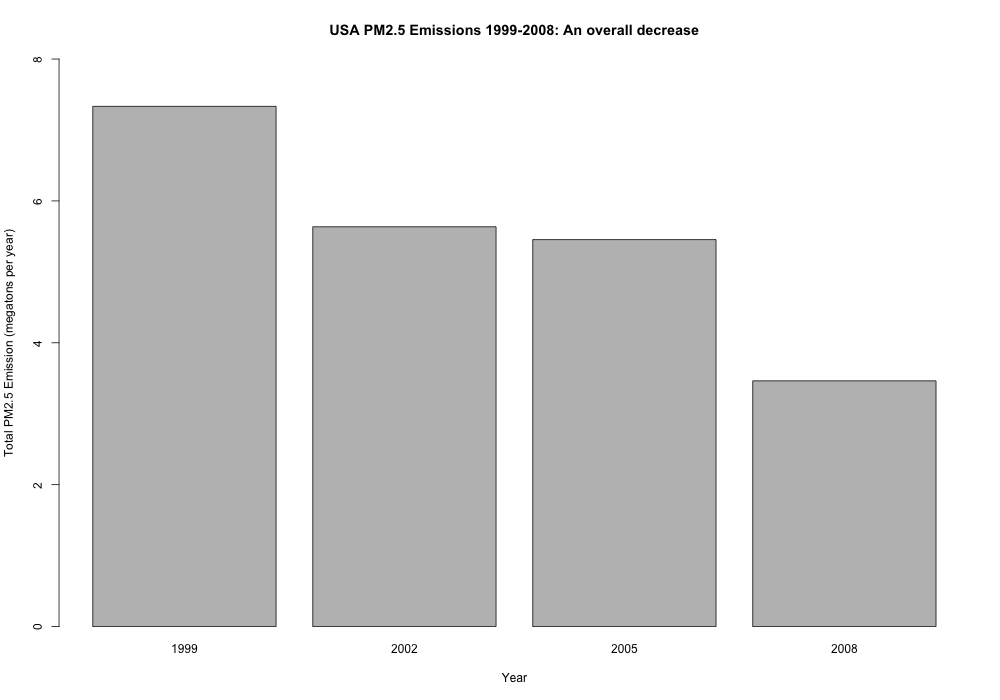 USA PM2.5 Emissions 1999-2008: An overall decrease
Total PM2.5 Emission (megatons per year)
8
6
4
2
0
1999 2002 2005 2008
Year